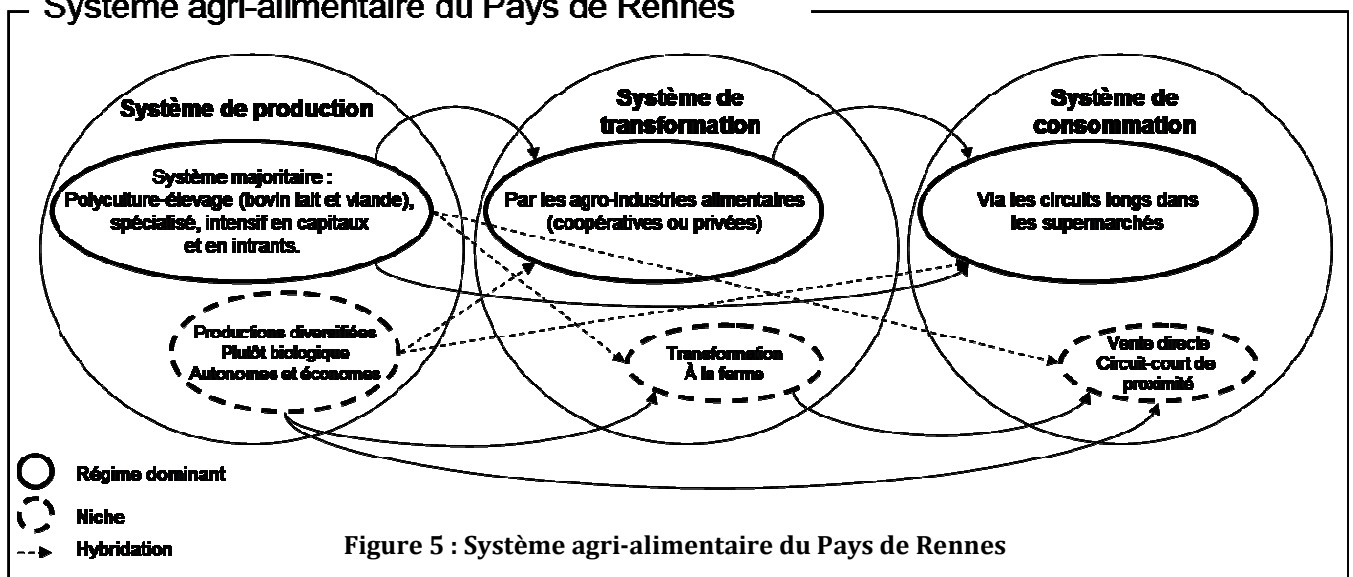 Système agri-alimentaire du Pays de Rennes
Système de production
Système de
transformation
Système de
consommation
Système majoritaire :
Polyculture-élevage (bovin lait et viande),
spécialisé, intensif en capitaux
et en intrants.
Par les agro-industries alimentaires
(coopératives ou privées)
Via les circuits longs dans
les supermarchés
Productions diversifiées
Plutôt biologique
Autonomes et économes
Transformation
À la ferme
Vente directe
Circuit-court de
proximité
Régime dominant
Niche
Hybridation
Figure 5 : Système agri-alimentaire du Pays de Rennes